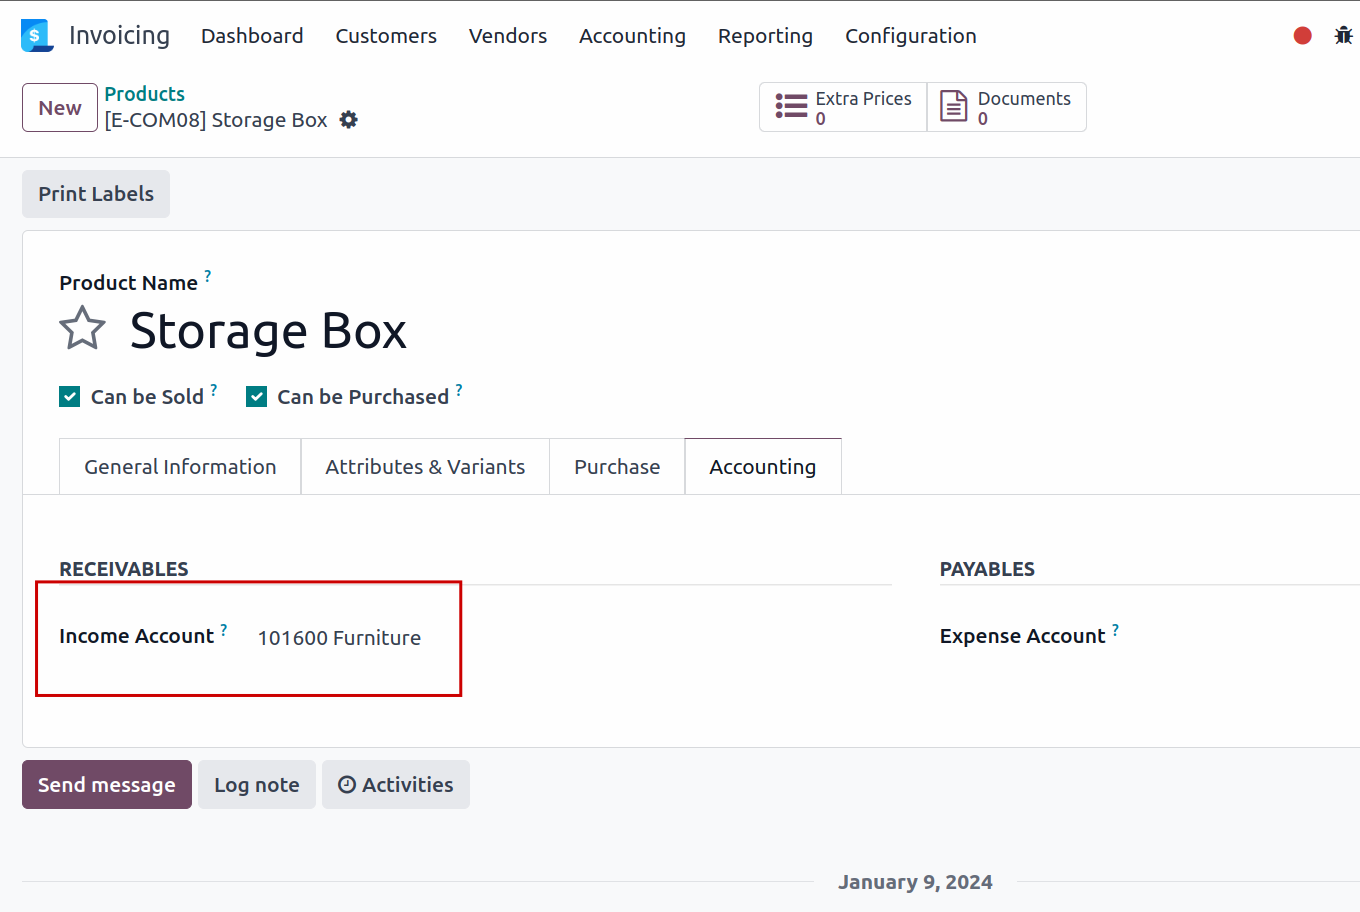 Invoicing Dashboard Customers Vendors Accounting Reporting Configuration
New
Products
[E-COM08] Storage Box
Extra Prices
0
Documents
0
Print Labels
Product Name ?
Storage Box
Can be Sold ? Can be Purchased ?
General Information Attributes & Variants Purchase Accounting
RECEIVABLES
Income Account ? 101600 Furniture
PAYABLES
Expense Account ?
Send message Log note Activities
January 9, 2024